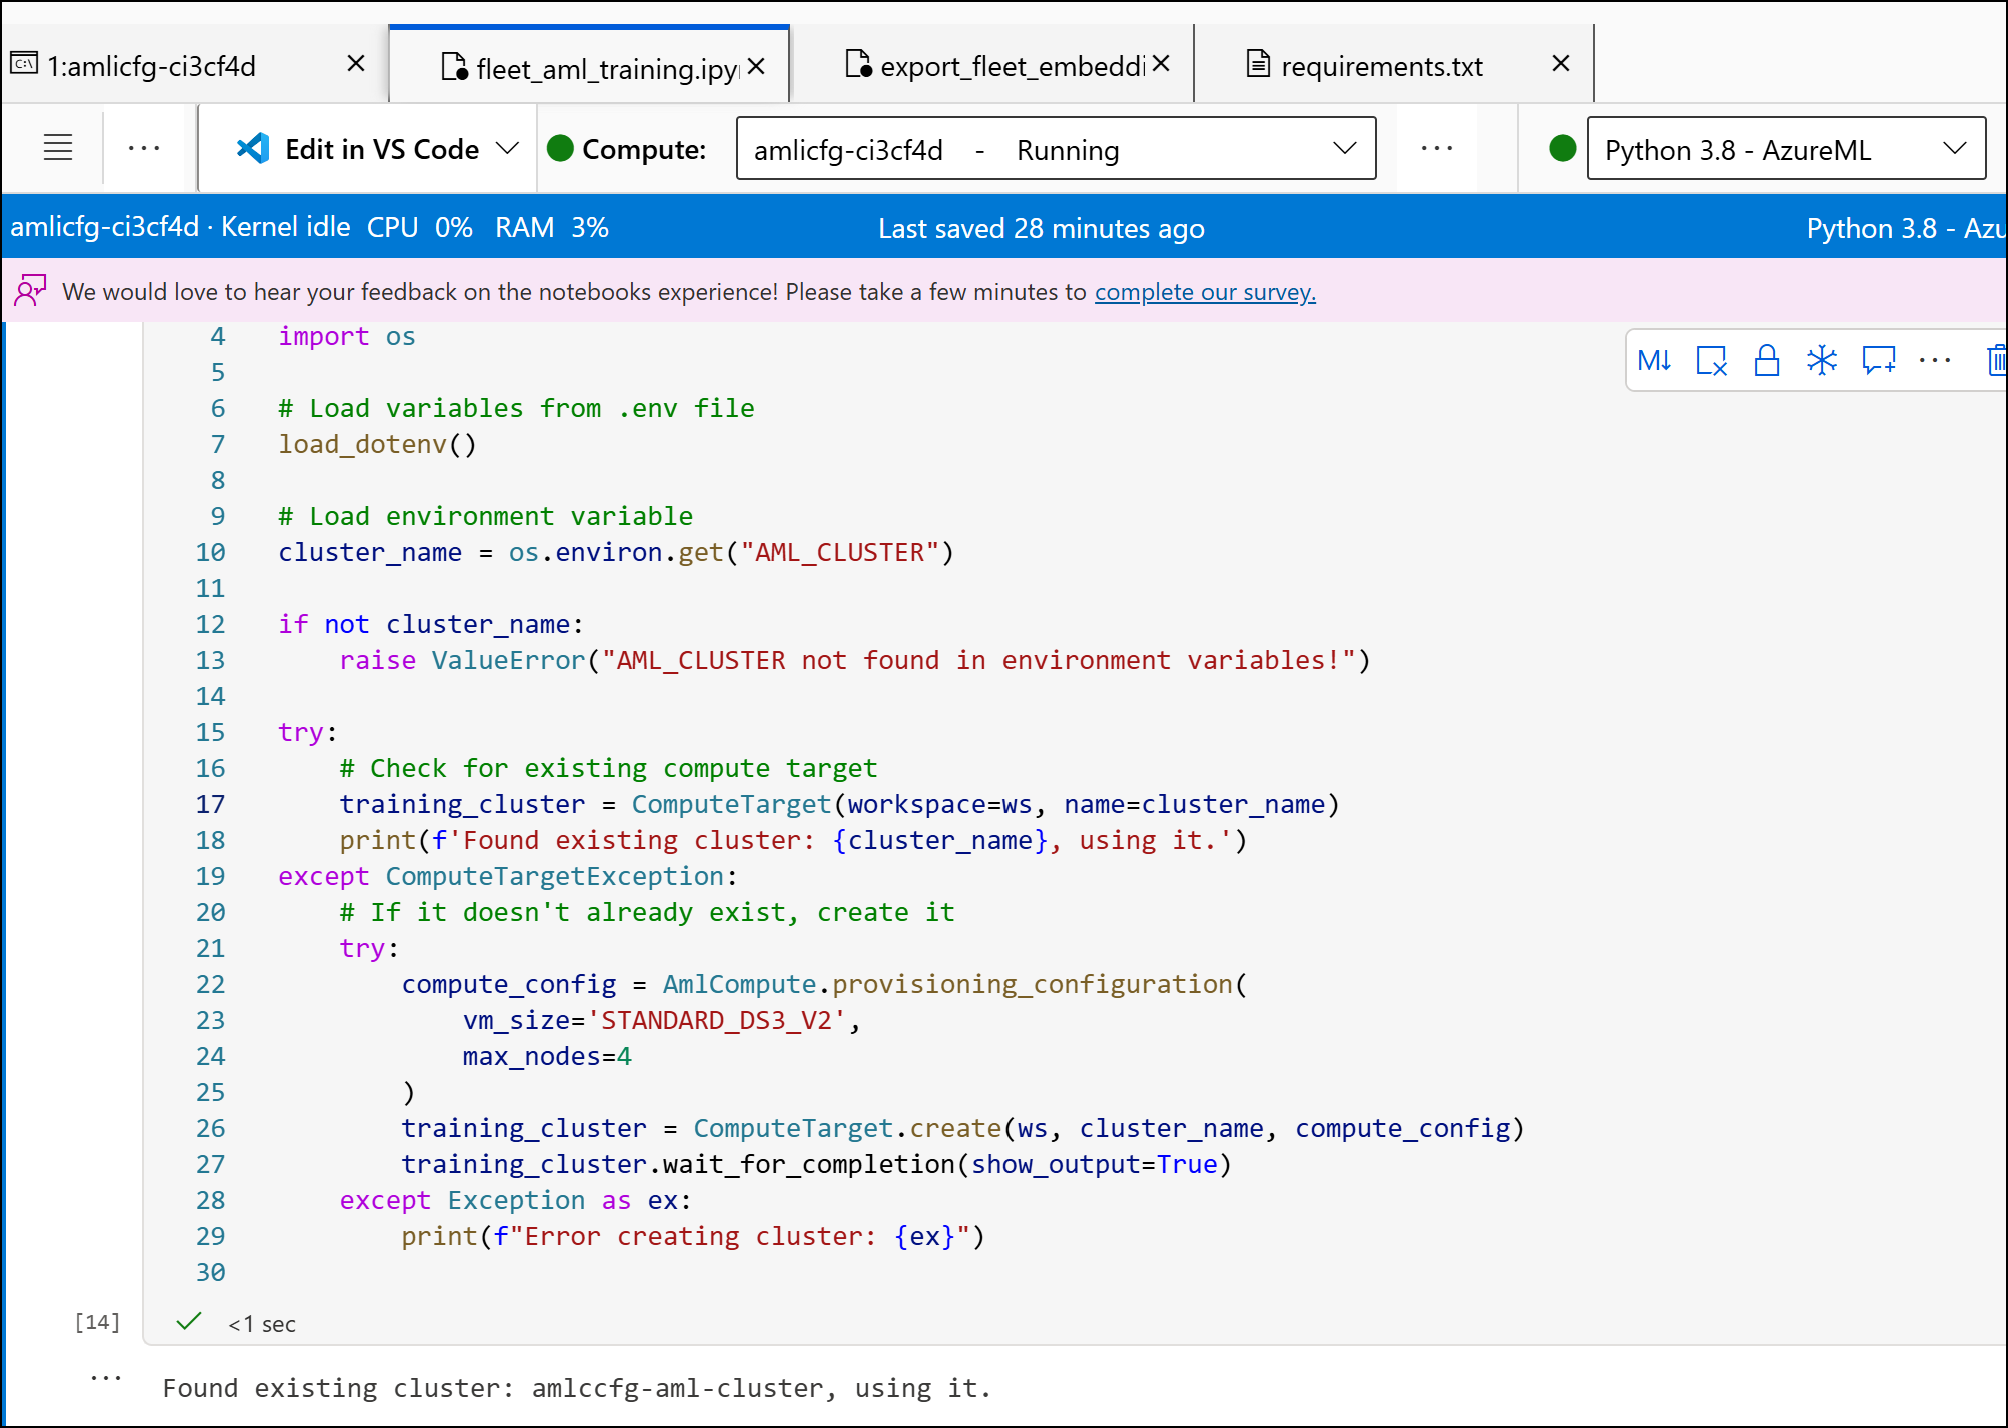 1:amlicfg-ci3cf4d
fleet_aml_training.ipyn
export_fleet_embeddi
requirements.txt
Edit in VS Code
Compute:
amlicfg-ci3cf4d - Running
Python 3.8 - AzureML
amlicfg-ci3cf4d · Kernel idle CPU 0% RAM 3%
Last saved 28 minutes ago
Python 3.8 - Azu
We would love to hear your feedback on the notebooks experience! Please take a few minutes to complete our survey.
4 import os
M↓
5
6 # Load variables from .env file
7 load_dotenv()
8
9 # Load environment variable
10 cluster_name = os.environ.get("AML_CLUSTER")
11
12 if not cluster_name:
13     raise ValueError("AML_CLUSTER not found in environment variables!")
14
15 try:
16     # Check for existing compute target
17     training_cluster = ComputeTarget(workspace=ws, name=cluster_name)
18     print(f'Found existing cluster: {cluster_name}, using it.')
19 except ComputeTargetException:
20     # If it doesn't already exist, create it
21     try:
22         compute_config = AmlCompute.provisioning_configuration(
23             vm_size='STANDARD_DS3_V2',
24             max_nodes=4
25         )
26         training_cluster = ComputeTarget.create(ws, cluster_name, compute_config)
27         training_cluster.wait_for_completion(show_output=True)
28     except Exception as ex:
29         print(f"Error creating cluster: {ex}")
30
[14]
<1 sec
Found existing cluster: amlccfg-aml-cluster, using it.